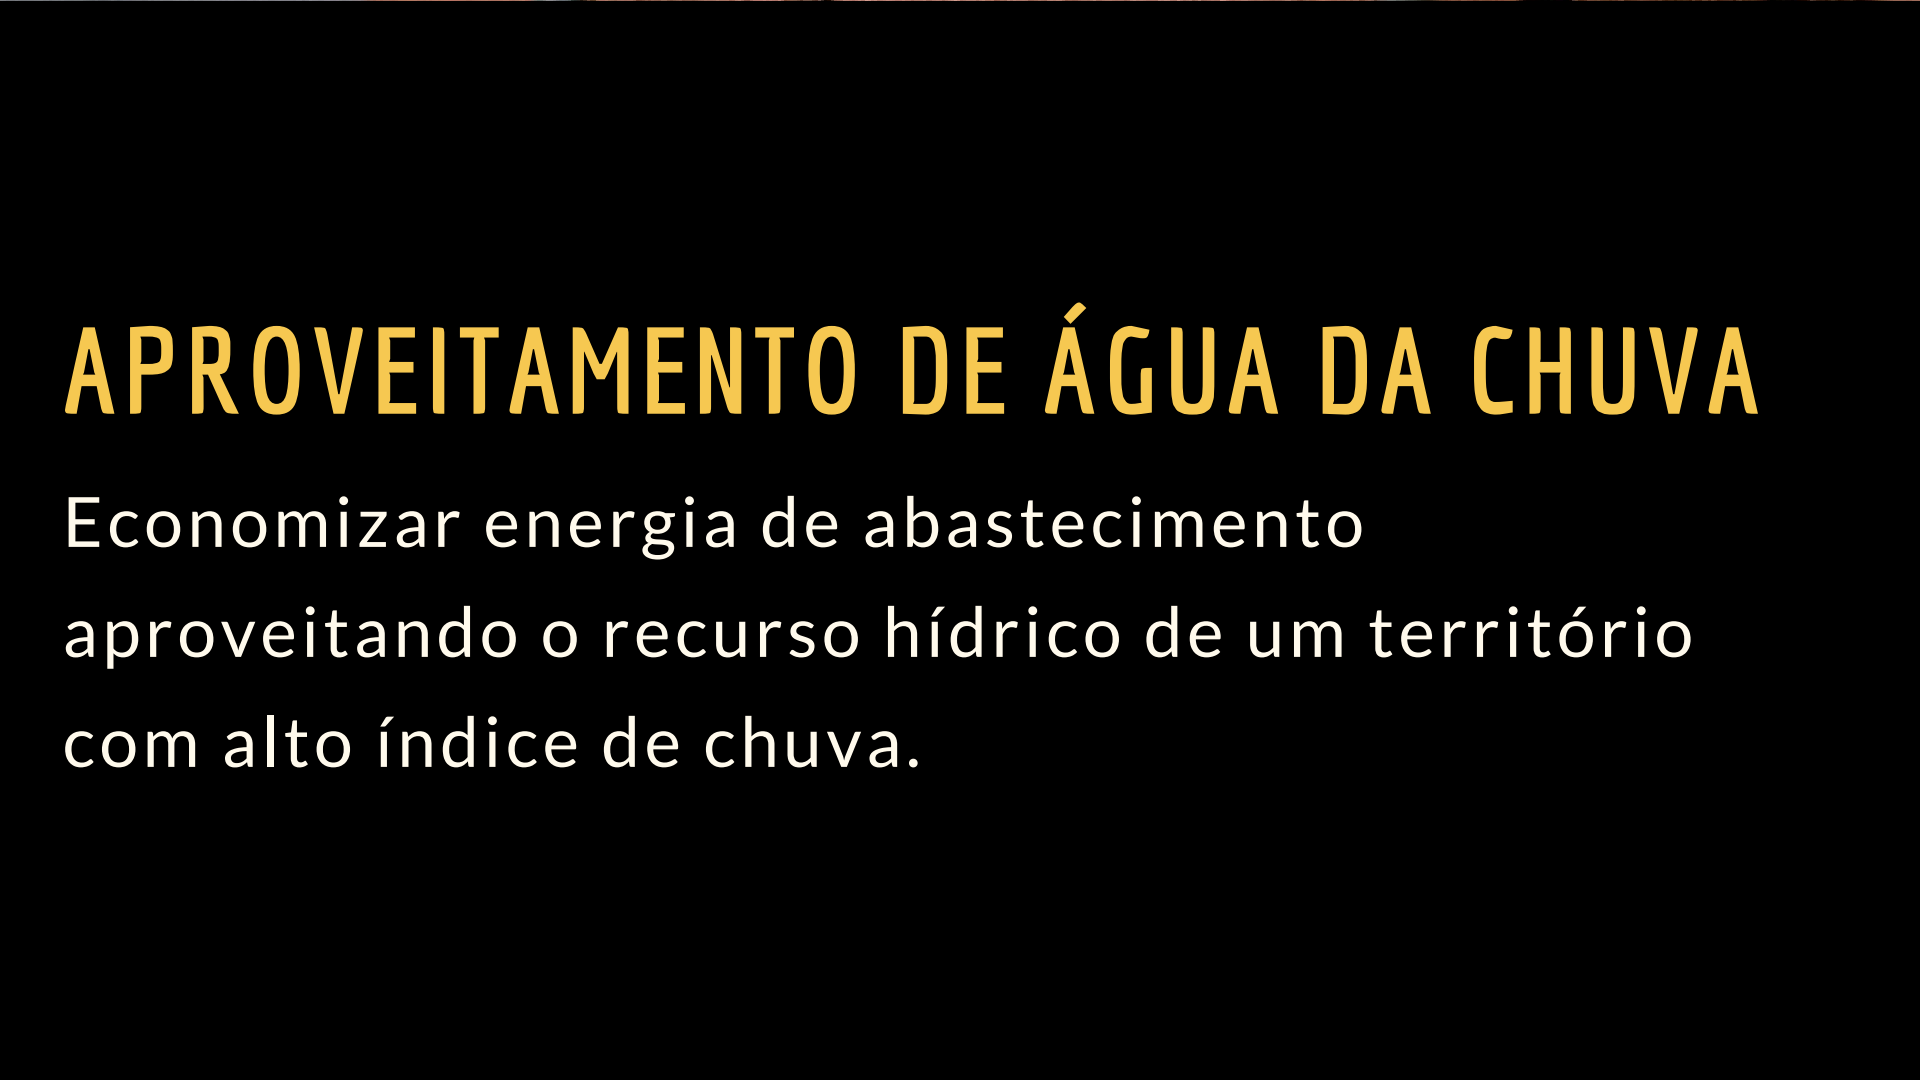 APROVEITAMENTO DE ÁGUA DA CHUVA
Economizar energia de abastecimento
aproveitando o recurso hídrico de um território
com alto índice de chuva.